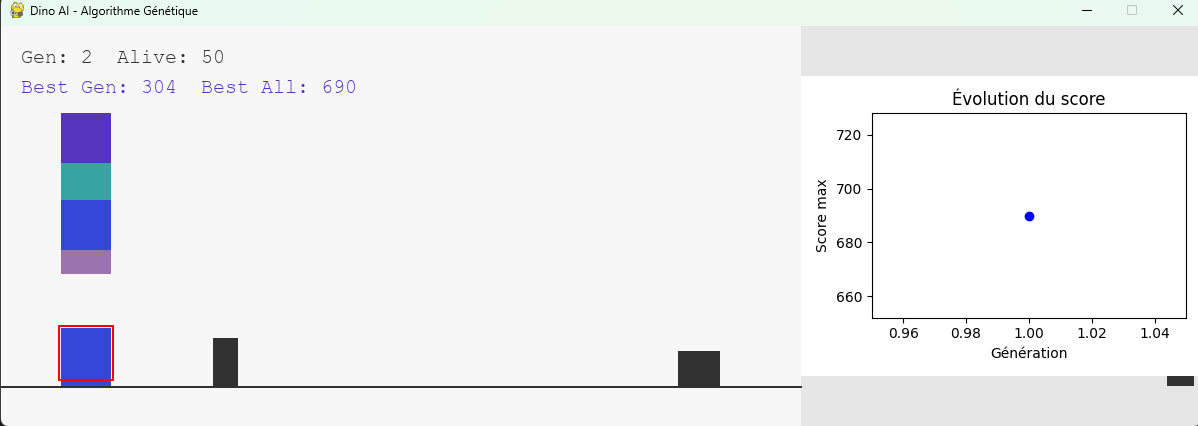 Dino AI - Algorithme Génétique
Gen: 2  Alive: 50
Best Gen: 304  Best All: 690
Évolution du score
720
700
680
660
Score max
0.96 0.98 1.00 1.02 1.04
Génération